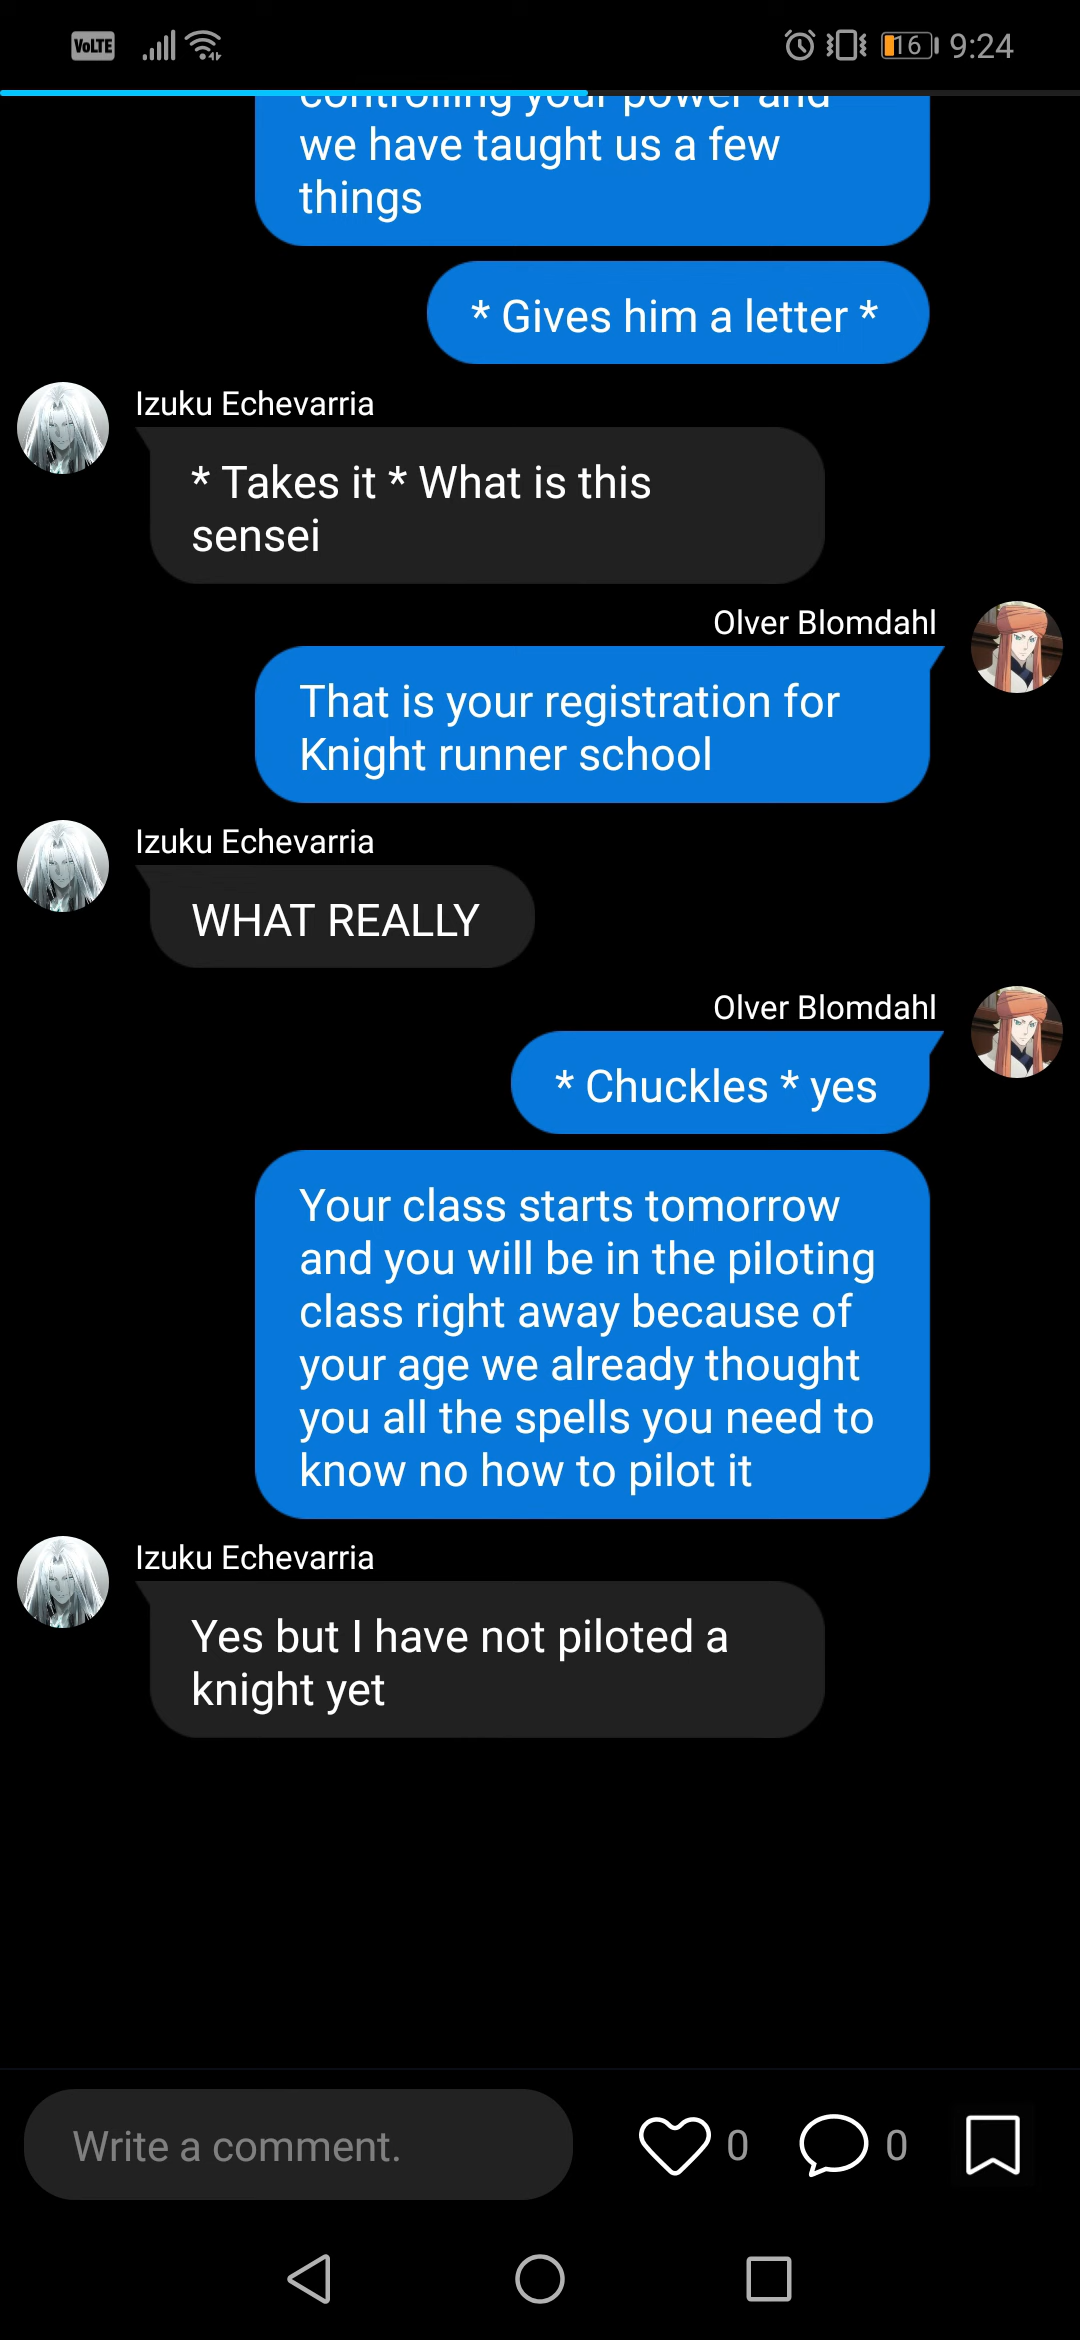 VoLTE 16 9:24
controlling your power and
we have taught us a few
things
* Gives him a letter *
Izuku Echevarria
* Takes it * What is this
sensei
Olver Blomdahl
That is your registration for
Knight runner school
Izuku Echevarria
WHAT REALLY
Olver Blomdahl
* Chuckles * yes
Your class starts tomorrow
and you will be in the piloting
class right away because of
your age we already thought
you all the spells you need to
know no how to pilot it
Izuku Echevarria
Yes but I have not piloted a
knight yet
Write a comment. 0 0